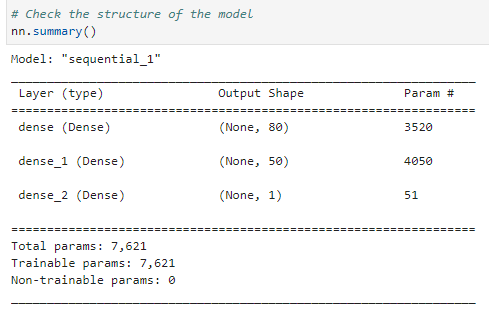 # Check the structure of the model
nn.summary()
Model: "sequential_1"
Layer (type) Output Shape Param #
dense (Dense) (None, 80) 3520
dense_1 (Dense) (None, 50) 4050
dense_2 (Dense) (None, 1) 51
Total params: 7,621
Trainable params: 7,621
Non-trainable params: 0